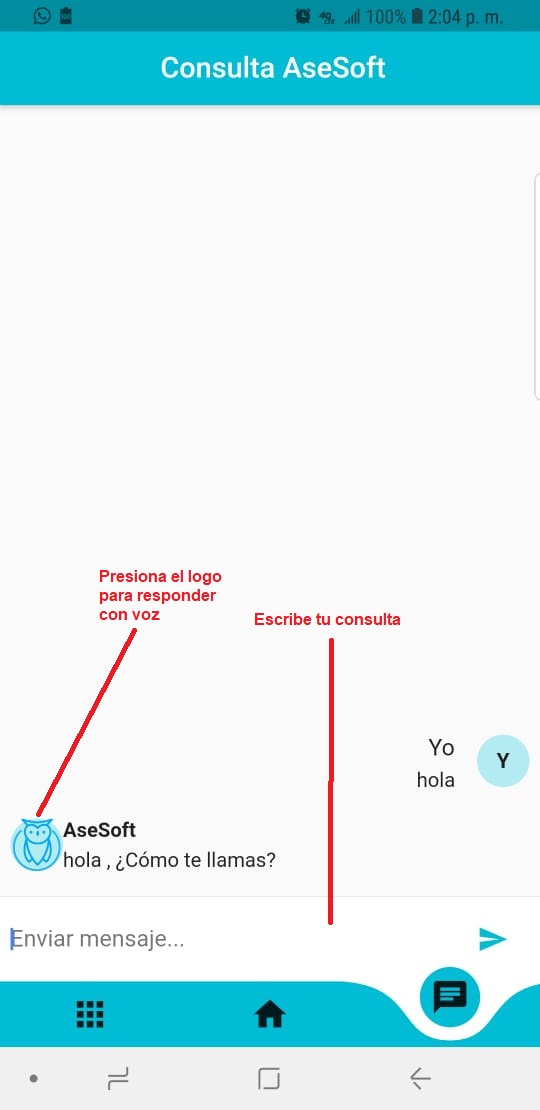 100% 2:04 p. m.
Consulta AseSoft
Presiona el logo
para responder
con voz
Escribe tu consulta
Yo
Y
hola
AseSoft
hola , ¿Cómo te llamas?
Enviar mensaje...